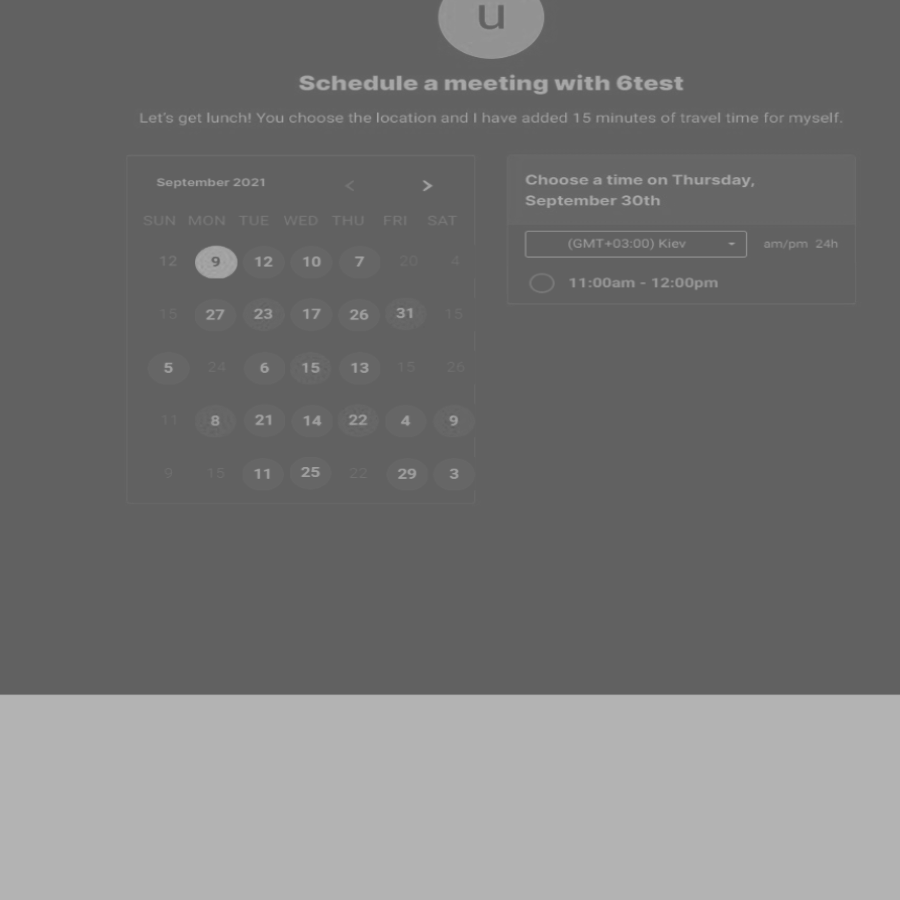 u
Schedule a meeting with 6test
Let's get lunch! You choose the location and I have added 15 minutes of travel time for myself.
September 2021 < >
SUN MON TUE WED THU FRI SAT
12 9 12 10 7 20 4
15 27 23 17 26 31 15
5 24 6 15 13 15 26
11 8 21 14 22 4 9
9 15 11 25 22 29 3
Choose a time on Thursday,
September 30th
(GMT+03:00) Kiev am/pm 24h
11:00am - 12:00pm